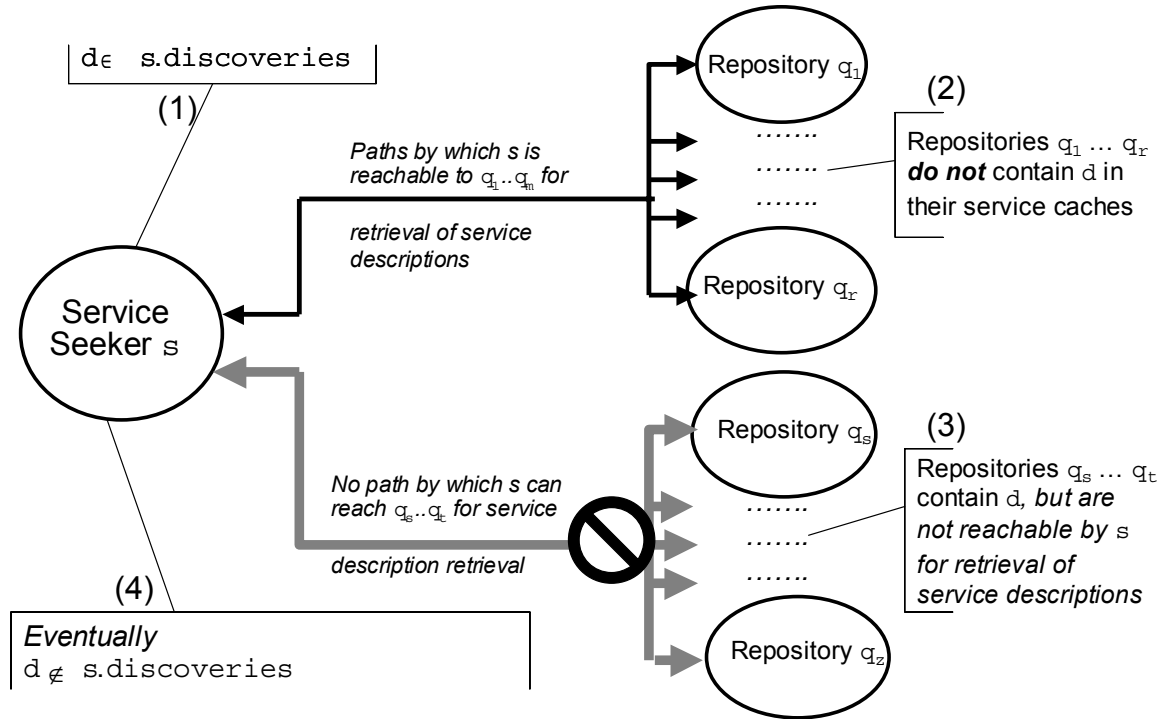 d∈ s.discoveries
(1)
Paths by which s is
reachable to q₁..qₘ for
retrieval of service
descriptions
Repository q₁
.......
.......
.......
Repository qᵣ
(2)
Repositories q₁ … qᵣ
do not contain d in
their service caches
Service
Seeker s
No path by which s can
reach qₛ..qₜ for service
description retrieval
Repository qₛ
.......
.......
.......
Repository q_z
(3)
Repositories qₛ … qₜ
contain d, but are
not reachable by s
for retrieval of
service descriptions
(4)
Eventually
d ∉ s.discoveries